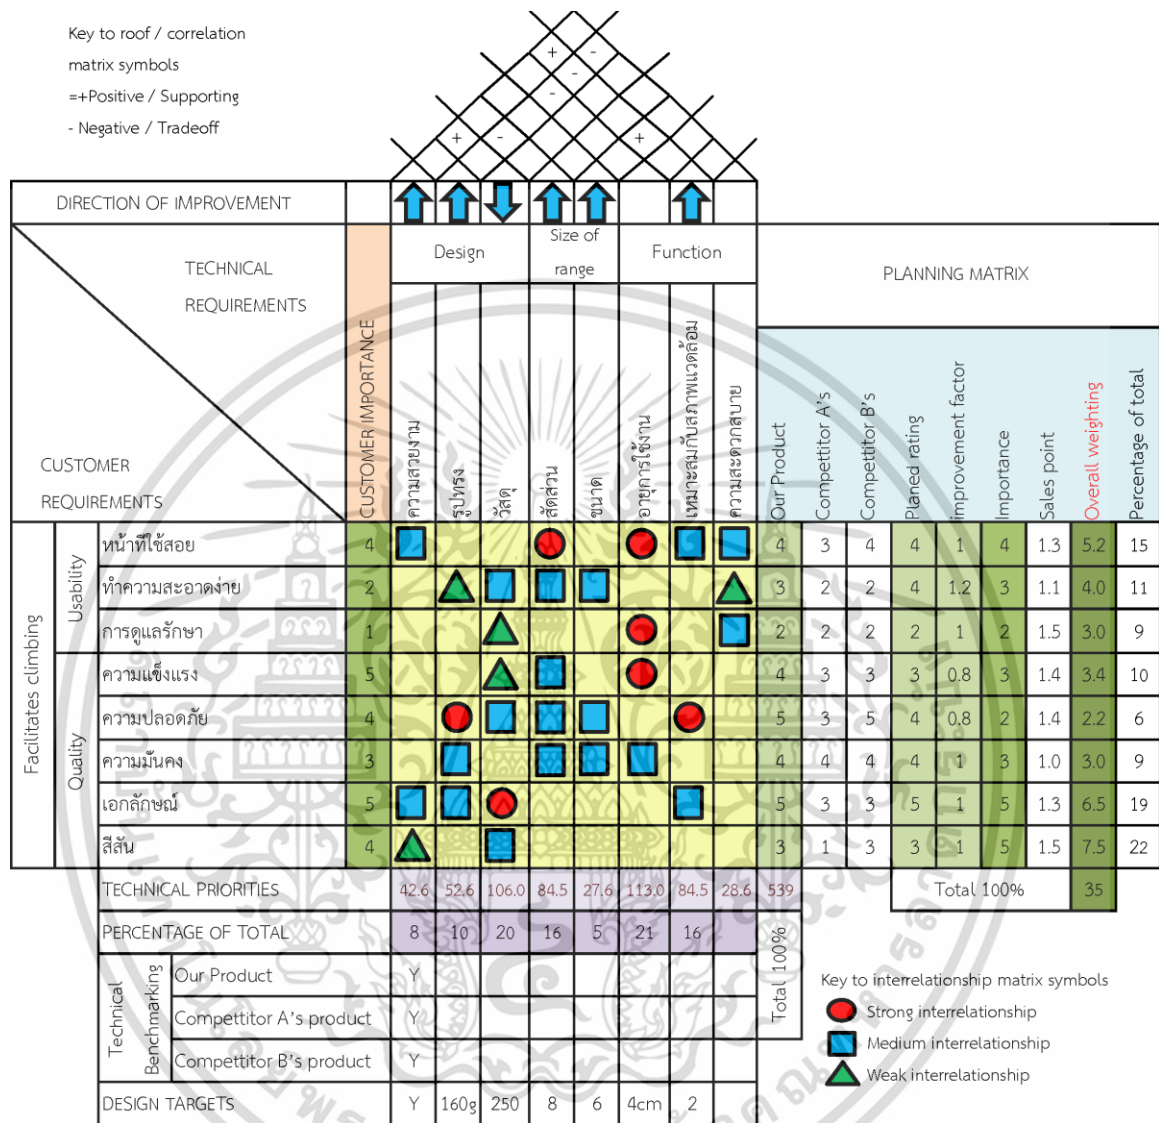 Key to roof / correlation
matrix symbols
=+Positive / Supporting
- Negative / Tradeoff
+ -
-
-
+ - +
DIRECTION OF IMPROVEMENT
TECHNICAL
REQUIREMENTS
CUSTOMER
REQUIREMENTS
CUSTOMER IMPORTANCE
Design
Size of
range
Function
PLANNING MATRIX
ความสวยงาม
รูปทรง
วัสดุ
สัดส่วน
ขนาด
อายุการใช้งาน
เหมาะสมกับสภาพแวดล้อม
ความสะดวกสบาย
Our Product
Compettitor A's
Compettitor B's
Planed rating
improvement factor
Importance
Sales point
Overall weighting
Percentage of total
Facilitates climbing
Usability
หน้าที่ใช้สอย 4 4 3 4 4 1 4 1.3 5.2 15
ทำความสะอาดง่าย 2 3 2 2 4 1.2 3 1.1 4.0 11
การดูแลรักษา 1 2 2 2 2 1 2 1.5 3.0 9
Quality
ความแข็งแรง 5 4 3 3 3 0.8 3 1.4 3.4 10
ความปลอดภัย 4 5 3 5 4 0.8 2 1.4 2.2 6
ความมั่นคง 3 4 4 4 4 1 3 1.0 3.0 9
เอกลักษณ์ 5 5 3 3 5 1 5 1.3 6.5 19
สีสัน 4 3 1 3 3 1 5 1.5 7.5 22
TECHNICAL PRIORITIES 42.6 52.6 106.0 84.5 27.6 113.0 84.5 28.6 539 Total 100% 35
PERCENTAGE OF TOTAL 8 10 20 16 5 21 16
Total 100%
Technical
Benchmarking
Our Product Y
Compettitor A's product Y
Compettitor B's product Y
DESIGN TARGETS Y 160g 250 8 6 4cm 2
Key to interrelationship matrix symbols
Strong interrelationship
Medium interrelationship
Weak interrelationship